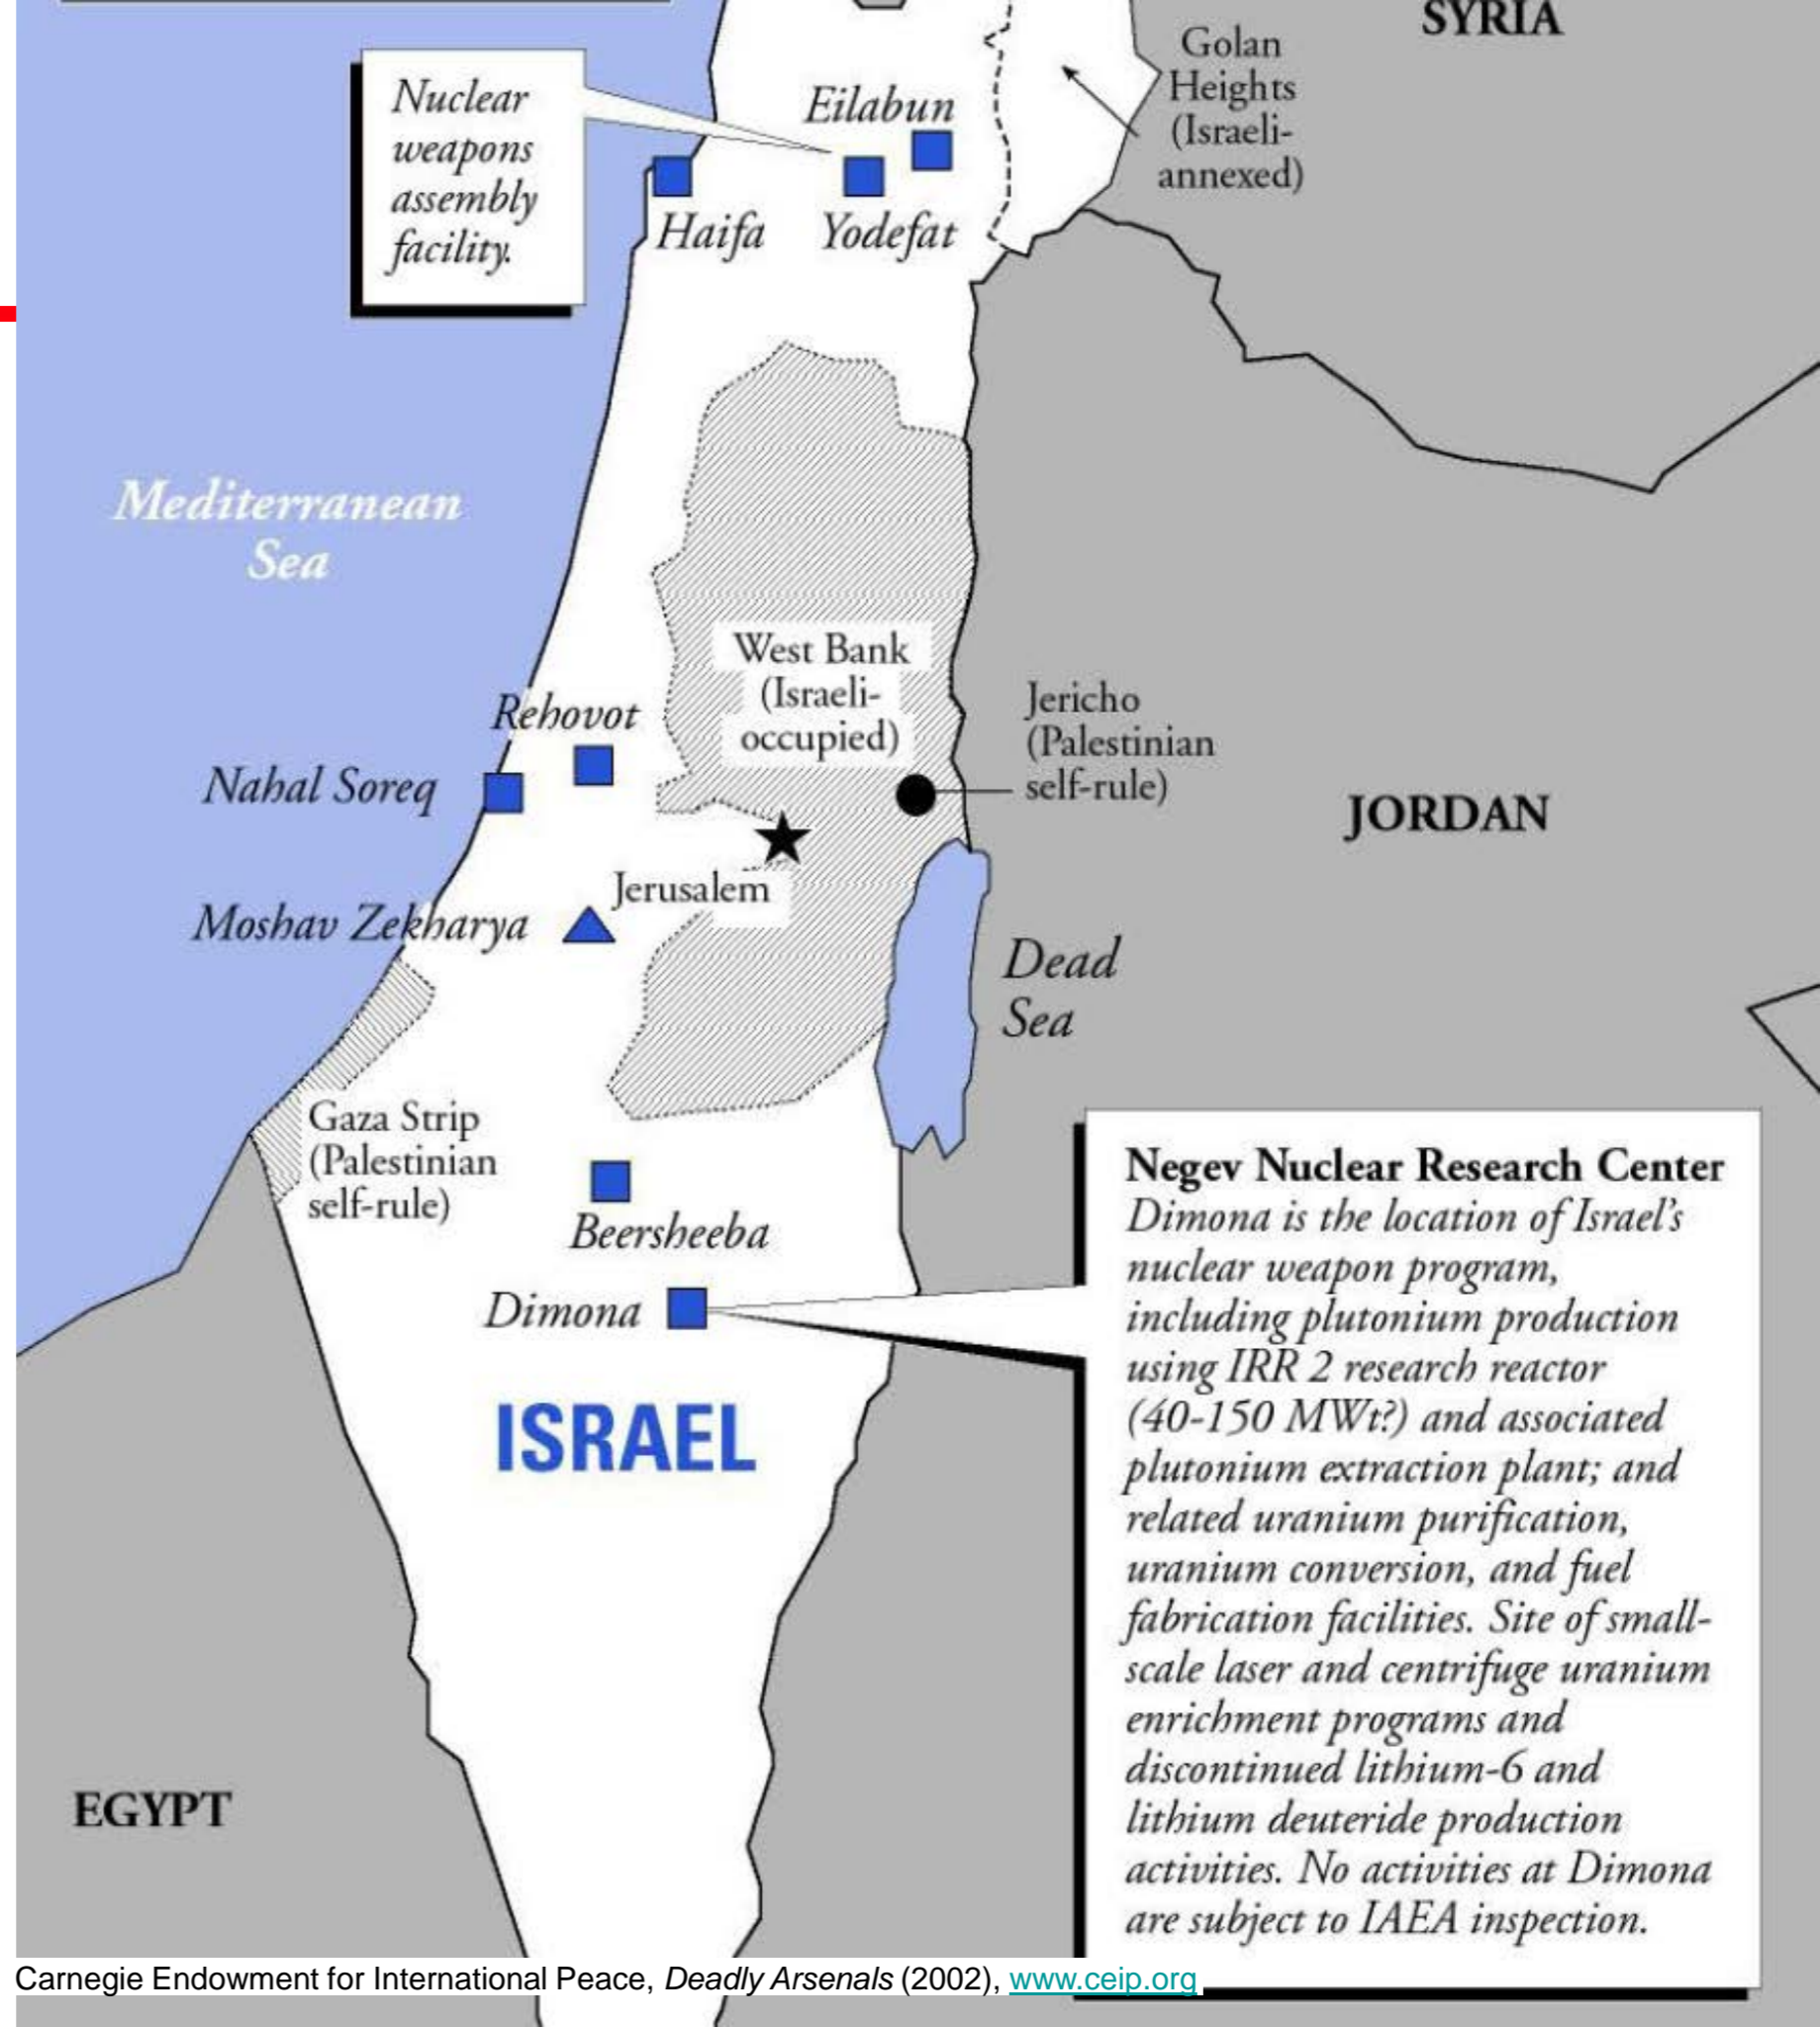 SYRIA
Golan
Heights
(Israeli-
annexed)
Nuclear
weapons
assembly
facility.
Eilabun
Haifa
Yodefat
Mediterranean
Sea
West Bank
(Israeli-
occupied)
Jericho
(Palestinian
self-rule)
Rehovot
Nahal Soreq
JORDAN
Jerusalem
Moshav Zekharya
Dead
Sea
Gaza Strip
(Palestinian
self-rule)
Beersheeba
Dimona
ISRAEL
EGYPT
Negev Nuclear Research Center
Dimona is the location of Israel's
nuclear weapon program,
including plutonium production
using IRR 2 research reactor
(40-150 MWt?) and associated
plutonium extraction plant; and
related uranium purification,
uranium conversion, and fuel
fabrication facilities. Site of small-
scale laser and centrifuge uranium
enrichment programs and
discontinued lithium-6 and
lithium deuteride production
activities. No activities at Dimona
are subject to IAEA inspection.
Carnegie Endowment for International Peace, Deadly Arsenals (2002), www.ceip.org